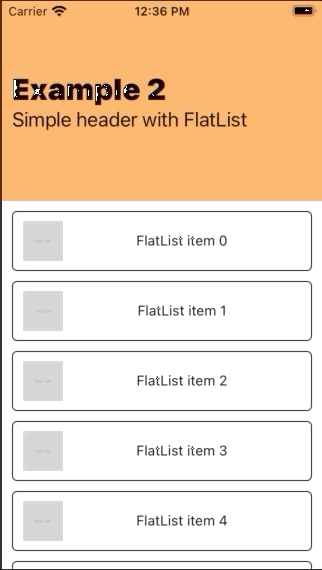 Carrier 12:36 PM
Example 2
Simple header with FlatList
FlatList item 0
FlatList item 1
FlatList item 2
FlatList item 3
FlatList item 4